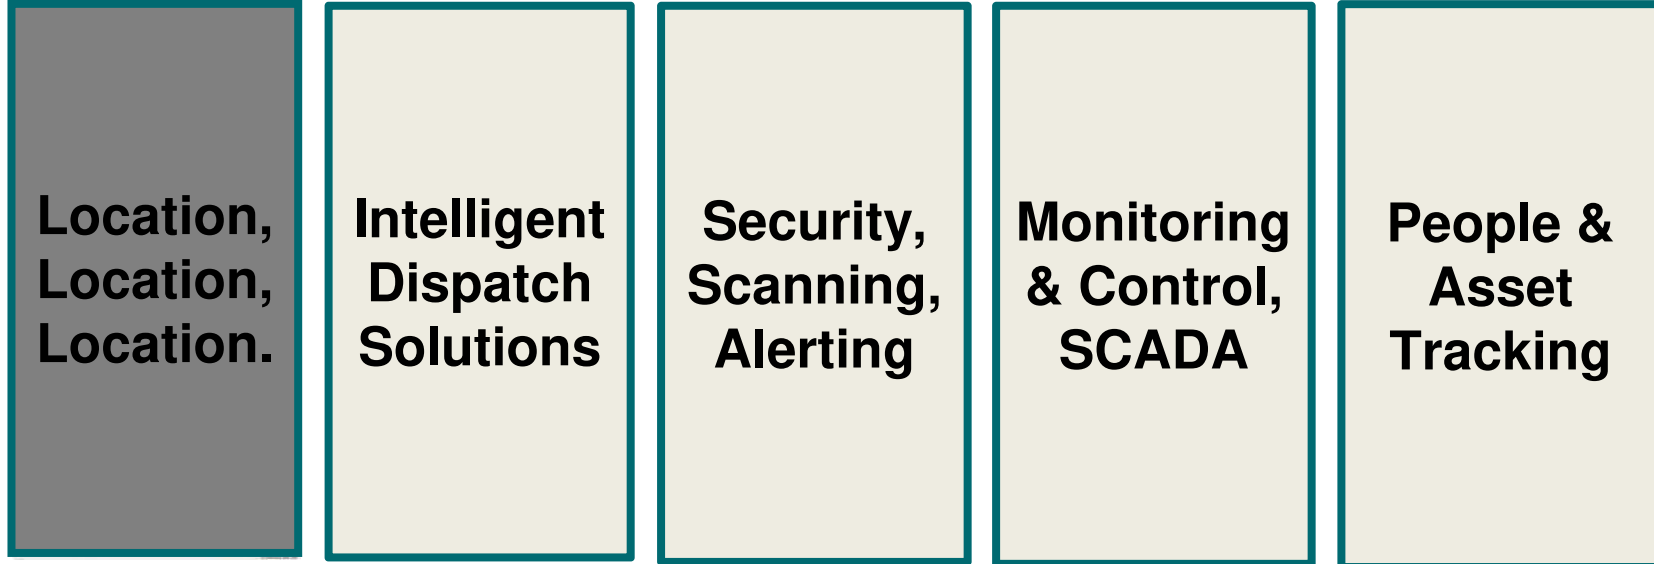 Location,
Location,
Location.
Intelligent
Dispatch
Solutions
Security,
Scanning,
Alerting
Monitoring
& Control,
SCADA
People &
Asset
Tracking